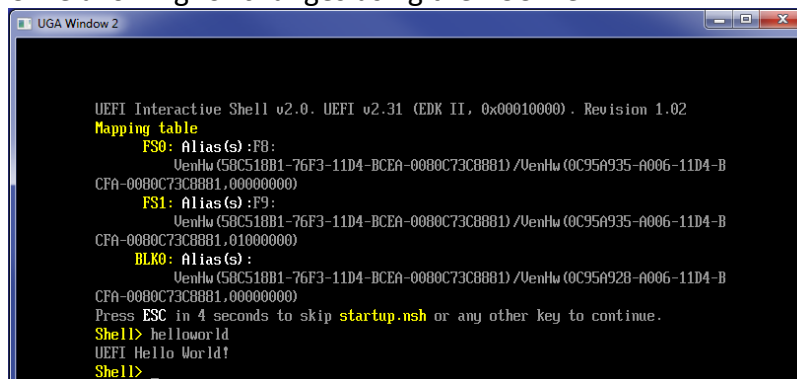 UGA Window 2
UEFI Interactive Shell v2.0. UEFI v2.31 (EDK II, 0x00010000). Revision 1.02
Mapping table
FS0: Alias(s):F8:
VenHw(58C518B1-76F3-11D4-BCEA-0080C73C8881)/VenHw(0C95A935-A006-11D4-B
CFA-0080C73C8881,00000000)
FS1: Alias(s):F9:
VenHw(58C518B1-76F3-11D4-BCEA-0080C73C8881)/VenHw(0C95A935-A006-11D4-B
CFA-0080C73C8881,01000000)
BLK0: Alias(s):
VenHw(58C518B1-76F3-11D4-BCEA-0080C73C8881)/VenHw(0C95A928-A006-11D4-B
CFA-0080C73C8881,00000000)
Press ESC in 4 seconds to skip startup.nsh or any other key to continue.
Shell> helloworld
UEFI Hello World!
Shell> _